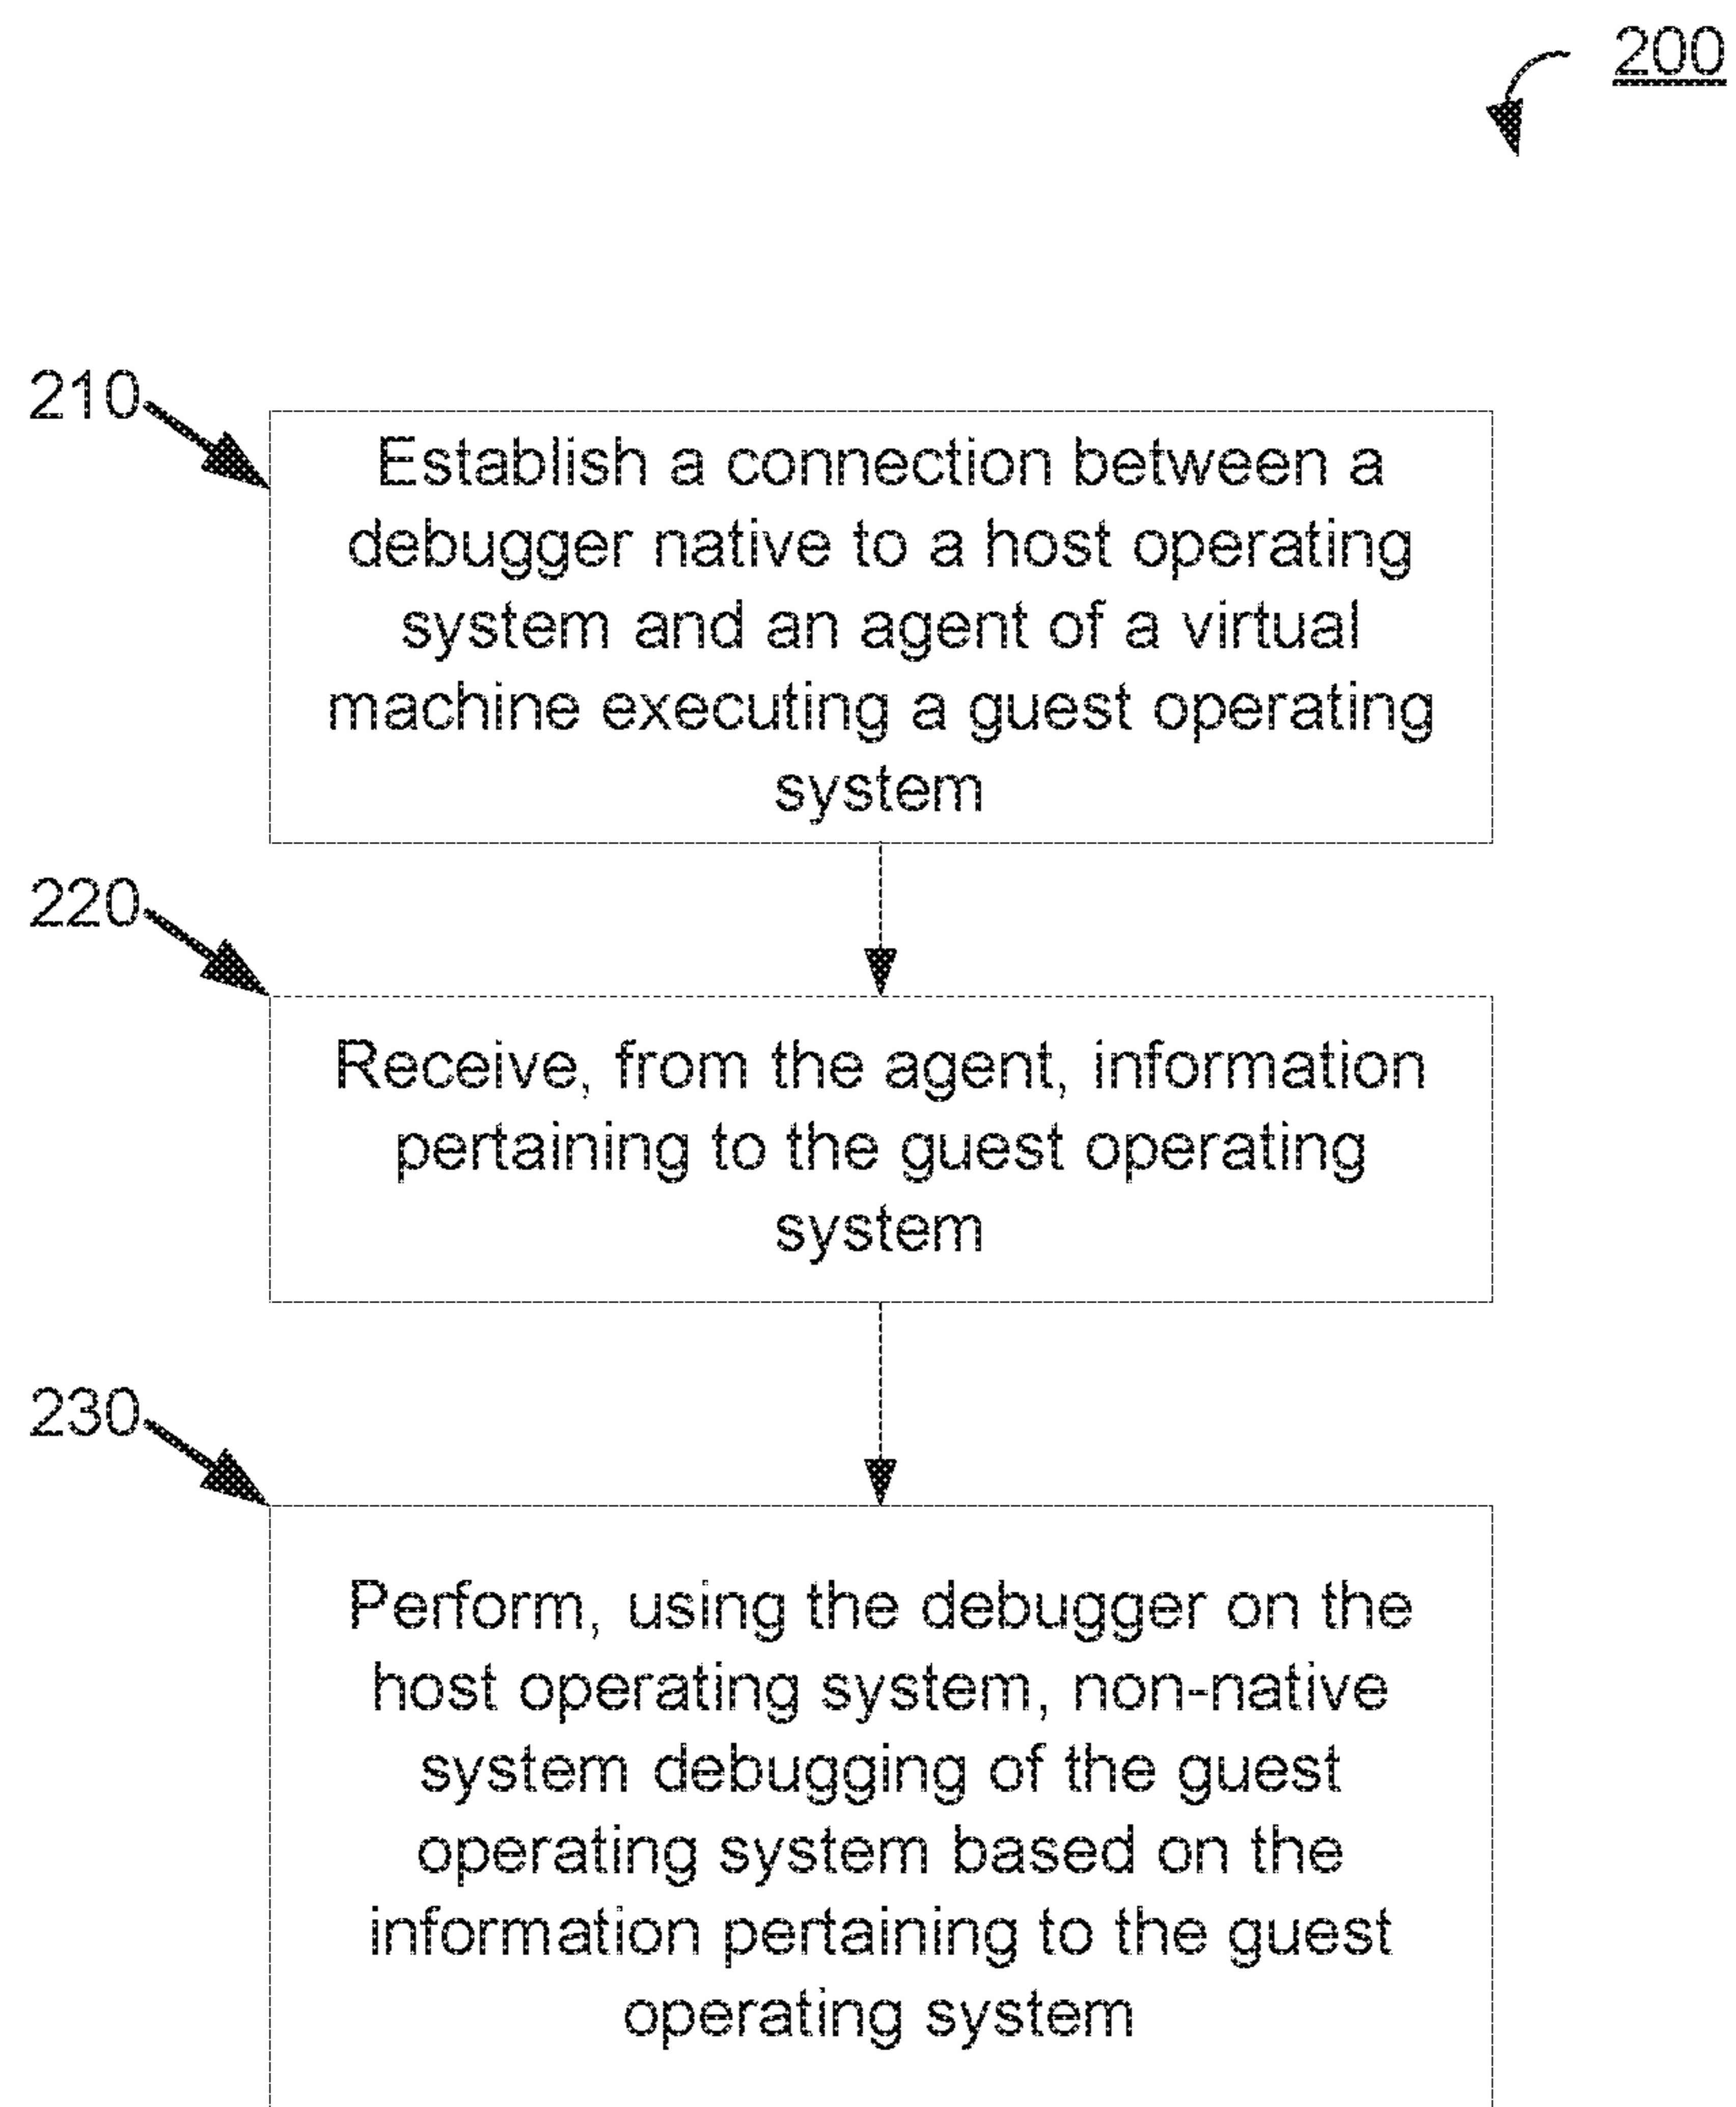 200
210
Establish a connection between a
debugger native to a host operating
system and an agent of a virtual
machine executing a guest operating
system
220
Receive, from the agent, information
pertaining to the guest operating
system
230
Perform, using the debugger on the
host operating system, non-native
system debugging of the guest
operating system based on the
information pertaining to the guest
operating system